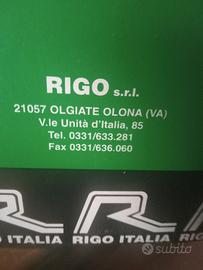 RIGO s.r.l.
21057 OLGIATE OLONA (VA)
V.le Unità d'Italia, 85
Tel. 0331/633.281
Fax 0331/636.060
R R
RIGO ITALIA RIGO ITALIA
subito